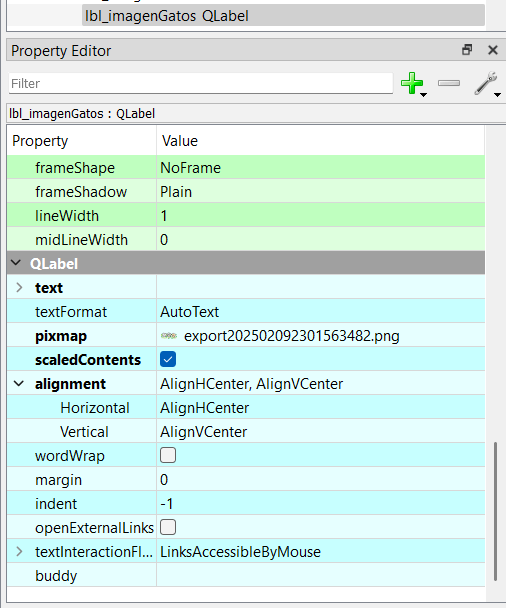 lbl_imagenGatos QLabel
Property Editor
Filter
lbl_imagenGatos : QLabel
Property Value
frameShape NoFrame
frameShadow Plain
lineWidth 1
midLineWidth 0
QLabel
text
textFormat AutoText
pixmap export202502092301563482.png
scaledContents
alignment AlignHCenter, AlignVCenter
Horizontal AlignHCenter
Vertical AlignVCenter
wordWrap
margin 0
indent -1
openExternalLinks
textInteractionFl... LinksAccessibleByMouse
buddy